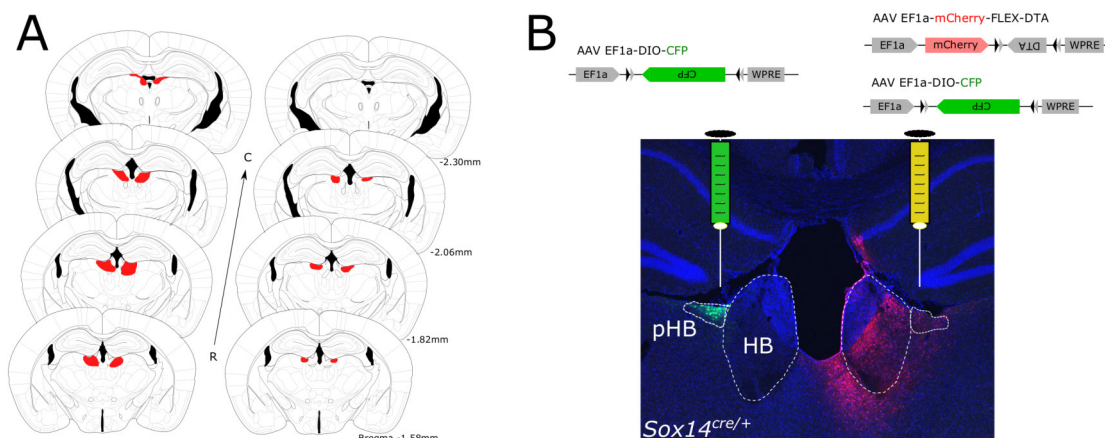 A
C
R
-2.30mm
-2.06mm
-1.82mm
Bregma -1.58mm
B
AAV EF1a-DIO-CFP
EF1a
CFP
WPRE
AAV EF1a-mCherry-FLEX-DTA
EF1a
mCherry
DTA
WPRE
AAV EF1a-DIO-CFP
EF1a
CFP
WPRE
pHB
HB
Sox14cre/+